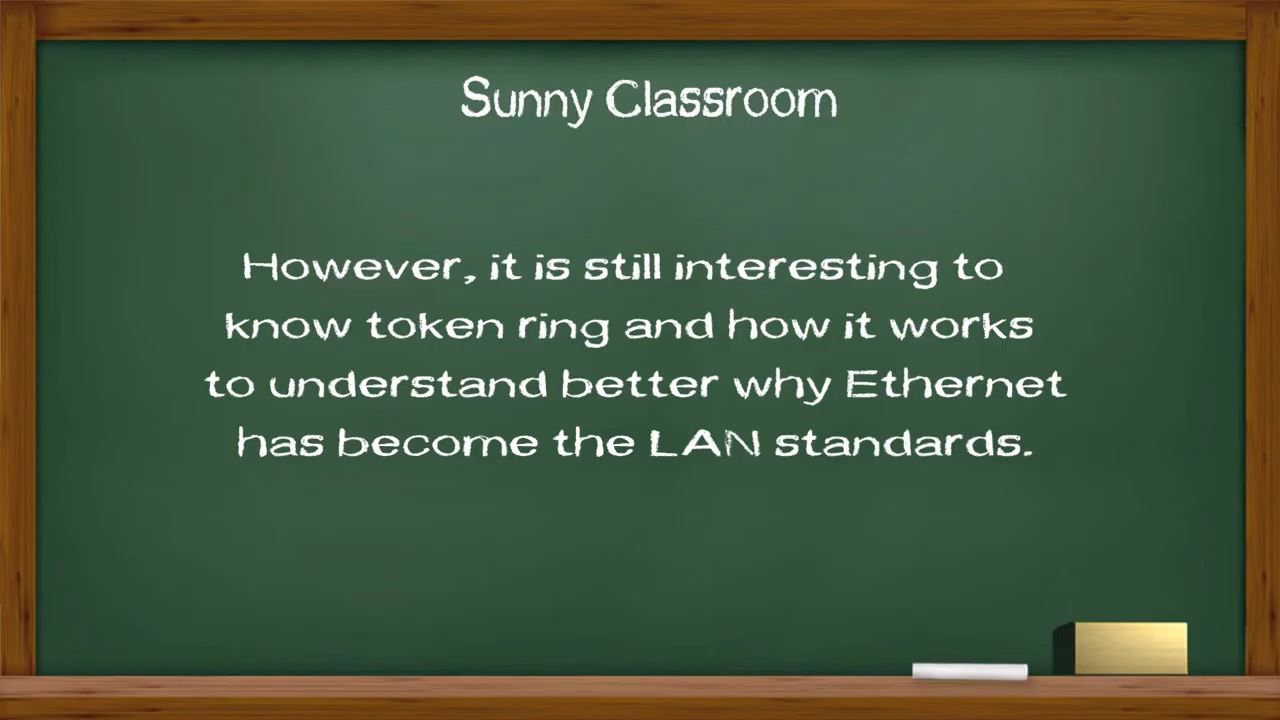 Sunny Classroom
However, it is still interesting to
know token ring and how it works
to understand better why Ethernet
has become the LAN standards.